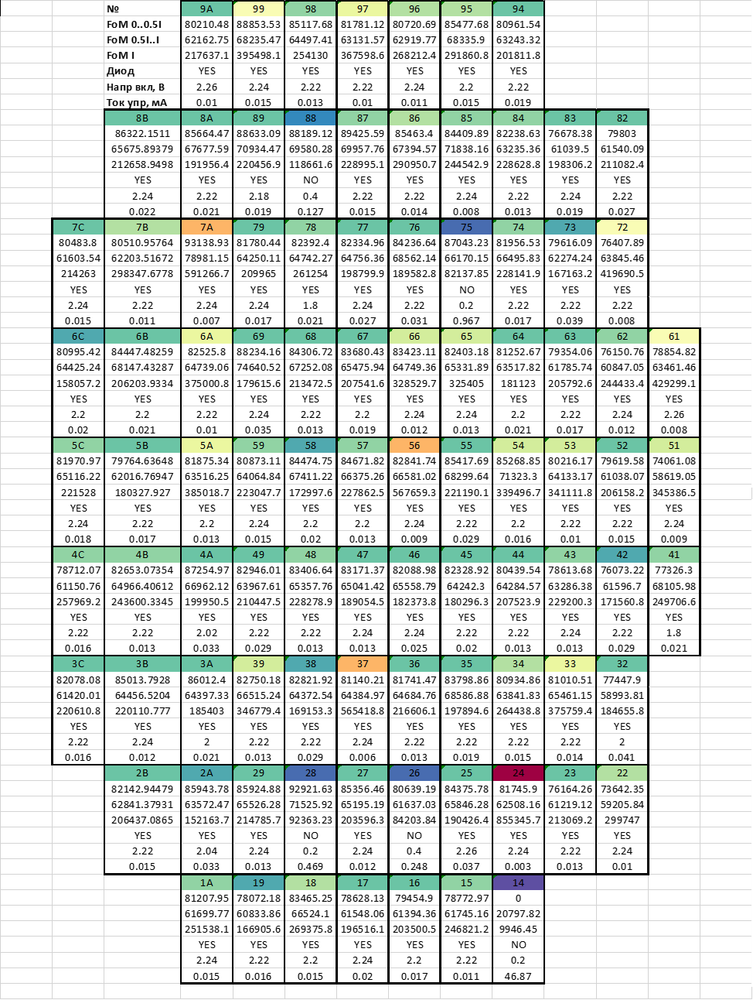 № 9A 99 98 97 96 95 94
FoM 0..0.5I 80210.48 88853.53 85117.68 81781.12 80720.69 85477.68 80961.54
FoM 0.5I..I 62162.75 68235.47 64497.41 63131.57 62919.77 68335.9 63243.32
FoM I 217637.1 395498.1 254130 367598.6 268212.4 291860.8 201811.8
Диод YES YES YES YES YES YES YES
Напр вкл, В 2.26 2.24 2.22 2.22 2.24 2.2 2.22
Ток упр, мА 0.01 0.015 0.013 0.01 0.011 0.015 0.019
8B 8A 89 88 87 86 85 84 83 82
86322.1511 85664.47 88633.09 88189.12 89425.59 85463.4 84409.89 82238.63 76678.38 79803
65675.89379 67677.59 70934.47 69580.28 69957.76 67394.57 71838.16 63235.36 61039.5 61540.09
212658.9498 191956.4 220456.9 118661.6 228995.1 290950.7 244542.9 228628.8 198306.2 211082.4
YES YES YES NO YES YES YES YES YES YES
2.24 2.22 2.18 0.4 2.22 2.22 2.24 2.22 2.24 2.22
0.022 0.021 0.019 0.127 0.015 0.014 0.008 0.013 0.019 0.027
7C 7B 7A 79 78 77 76 75 74 73 72
80483.8 80510.95764 93138.93 81780.44 82392.4 82334.96 84236.64 87043.23 81956.53 79616.09 76407.89
61603.54 62203.51672 78981.15 64250.11 64742.27 64756.36 68562.14 66170.15 66495.83 62274.24 63845.46
214263 298347.6778 591266.7 209965 261254 198799.9 189582.8 82137.85 228141.9 167163.2 419690.5
YES YES YES YES YES YES YES NO YES YES YES
2.24 2.22 2.24 2.24 1.8 2.24 2.22 0.2 2.22 2.22 2.22
0.015 0.011 0.007 0.017 0.021 0.027 0.031 0.967 0.017 0.039 0.008
6C 6B 6A 69 68 67 66 65 64 63 62 61
80995.42 84447.48259 82525.8 88234.16 84306.72 83680.43 83423.11 82403.18 81252.67 79354.06 76150.76 78854.82
64425.24 68147.43287 64739.06 74640.52 67252.08 65475.94 64749.36 65331.89 63517.82 61785.74 60847.05 63461.46
158057.2 206203.9334 375000.8 179615.6 213472.5 207541.6 328529.7 325405 181123 205792.6 244433.4 429299.1
YES YES YES YES YES YES YES YES YES YES YES YES
2.2 2.2 2.22 2.24 2.22 2.2 2.24 2.24 2.2 2.22 2.24 2.26
0.02 0.021 0.01 0.035 0.013 0.019 0.012 0.013 0.021 0.017 0.012 0.008
5C 5B 5A 59 58 57 56 55 54 53 52 51
81970.97 79764.63648 81875.34 80873.11 84474.75 84671.82 82841.74 85417.69 85268.85 80216.17 79619.58 74061.08
65116.22 62016.76947 63516.25 64064.84 67411.22 66375.26 66581.02 68299.64 71323.3 64133.17 61038.07 58619.05
221528 180327.927 385018.7 223047.7 172997.6 227862.5 567659.3 221190.1 339496.7 341111.8 206158.2 345386.5
YES YES YES YES YES YES YES YES YES YES YES YES
2.24 2.22 2.2 2.24 2.2 2.2 2.24 2.22 2.2 2.22 2.22 2.24
0.018 0.017 0.013 0.015 0.02 0.013 0.009 0.029 0.016 0.01 0.015 0.009
4C 4B 4A 49 48 47 46 45 44 43 42 41
78712.07 82653.07354 87254.97 82946.01 83406.64 83171.37 82088.98 82328.92 80439.54 78613.68 76073.22 77326.3
61150.76 64966.40612 66962.12 63967.61 65357.76 65041.42 65558.79 64242.3 64284.57 63286.38 61596.7 68105.98
257969.2 243600.3345 199950.5 210447.5 228278.9 189054.5 182373.8 180296.3 207523.9 229200.3 171560.8 249706.6
YES YES YES YES YES YES YES YES YES YES YES YES
2.22 2.22 2.02 2.22 2.22 2.24 2.24 2.22 2.22 2.24 2.22 1.8
0.016 0.013 0.033 0.029 0.013 0.013 0.025 0.02 0.013 0.013 0.029 0.021
3C 3B 3A 39 38 37 36 35 34 33 32
82078.08 85013.7928 86012.4 82750.18 82821.92 81140.21 81741.47 83798.86 80934.86 81010.51 77447.9
61420.01 64456.5204 64397.33 66515.24 64372.54 64384.97 64684.76 68586.88 63841.83 65461.15 58993.81
220610.8 220110.777 185403 346779.4 169153.3 565418.8 216606.1 197894.6 264438.8 375759.4 184655.8
YES YES YES YES YES YES YES YES YES YES YES
2.22 2.24 2 2.22 2.22 2.24 2.22 2.22 2.22 2.22 2
0.016 0.012 0.021 0.013 0.029 0.006 0.013 0.019 0.015 0.014 0.041
2B 2A 29 28 27 26 25 24 23 22
82142.94479 85943.78 85924.88 92921.63 85356.46 80639.19 84375.78 81745.9 76164.26 73642.35
62841.37931 63572.47 65526.28 71525.92 65195.19 61637.03 65846.28 62508.16 61219.12 59205.84
206437.0865 152163.7 214785.7 92363.23 203596.3 84203.84 190426.4 855345.7 213069.2 299747
YES YES YES NO YES NO YES YES YES YES
2.22 2.04 2.24 0.2 2.24 0.4 2.26 2.24 2.22 2.24
0.015 0.033 0.013 0.469 0.012 0.248 0.037 0.003 0.013 0.01
1A 19 18 17 16 15 14
81207.95 78072.18 83465.25 78628.13 79454.9 78772.97 0
61699.77 60833.86 66524.1 61548.06 61394.36 61745.16 20797.82
251538.1 166905.6 269375.8 196516.1 203500.5 246821.2 9946.45
YES YES YES YES YES YES NO
2.24 2.22 2.2 2.24 2.2 2.22 0.2
0.015 0.016 0.015 0.02 0.017 0.011 46.87